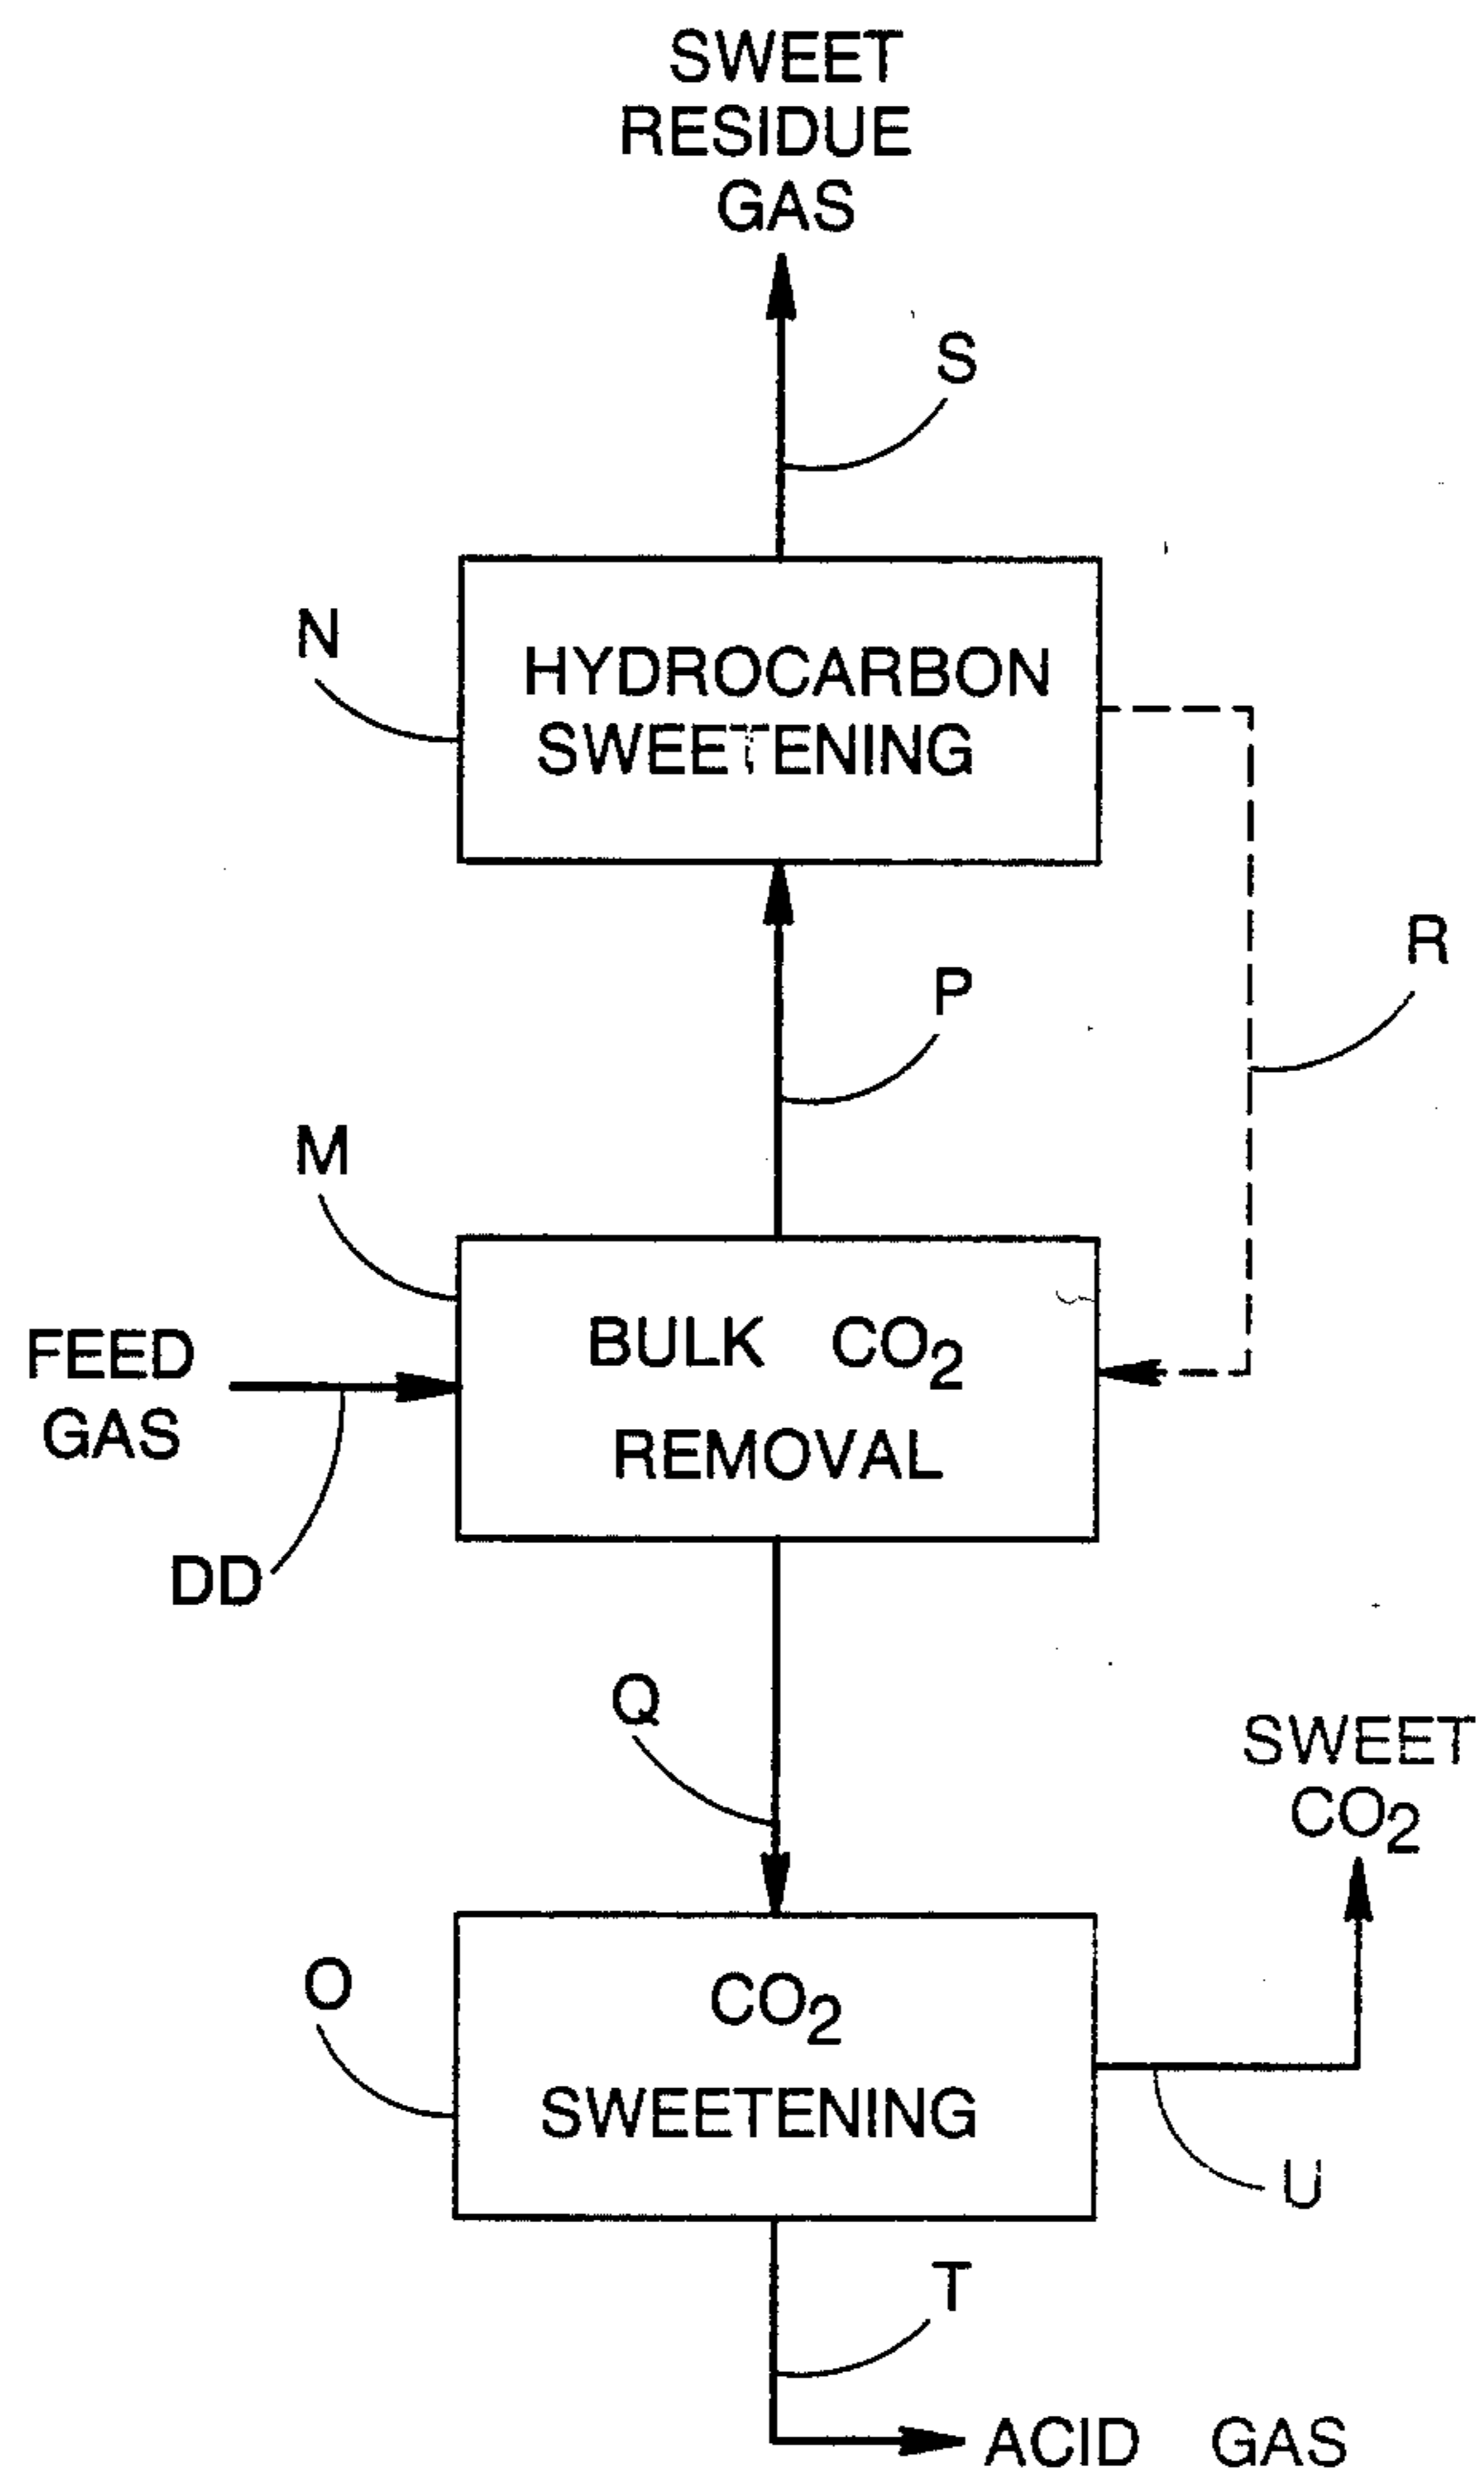 SWEET
RESIDUE
GAS
S
N
HYDROCARBON
SWEETENING
R
P
M
BULK CO2
REMOVAL
FEED
GAS
DD
Q
SWEET
CO2
O
CO2
SWEETENING
U
T
ACID GAS